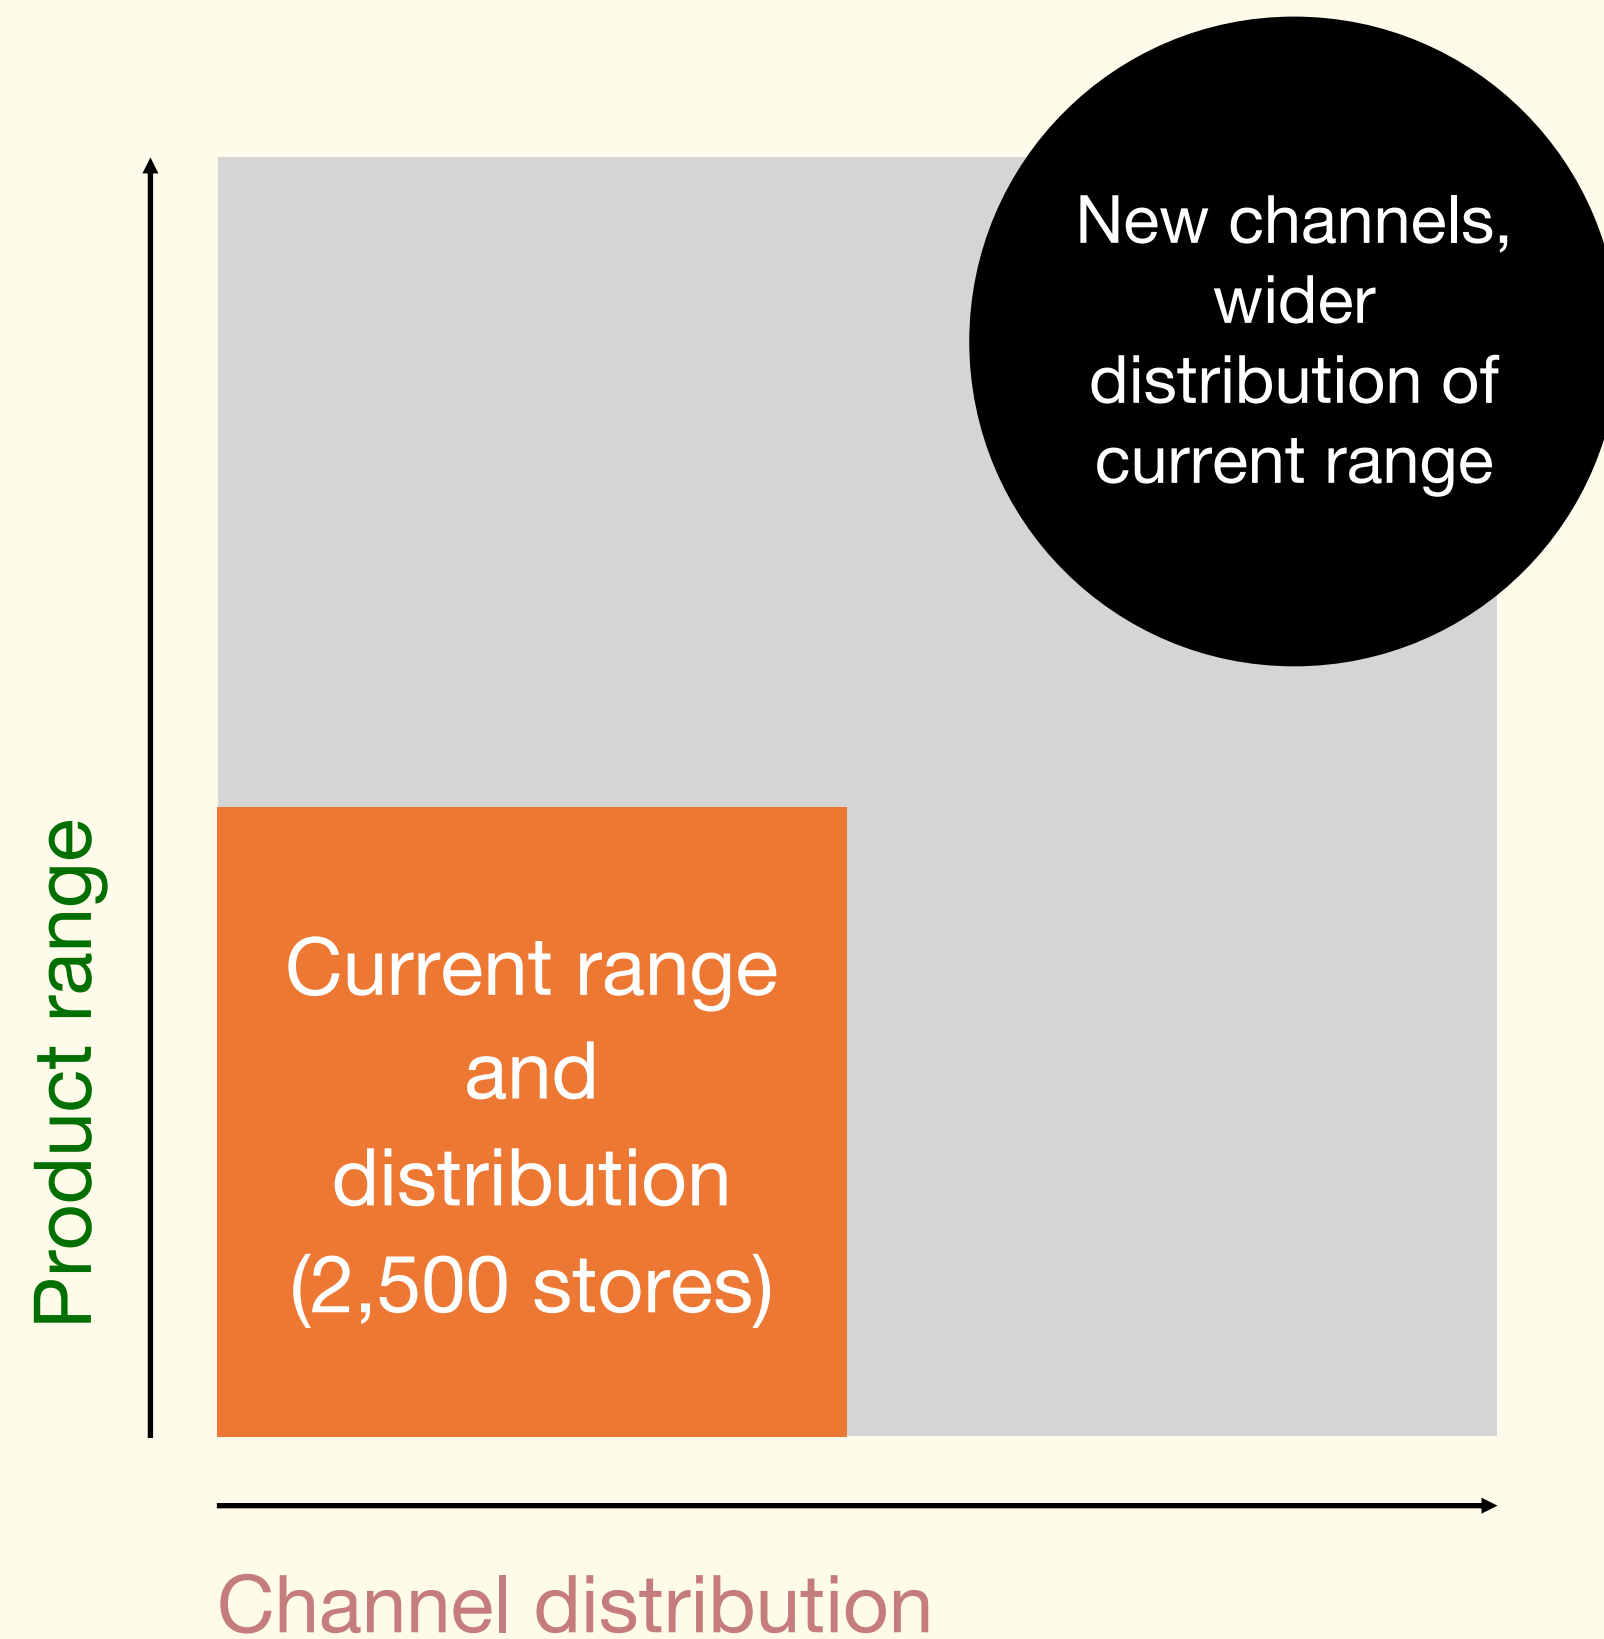 New channels,
wider
distribution of
current range
Product range
Current range
and
distribution
(2,500 stores)
Channel distribution